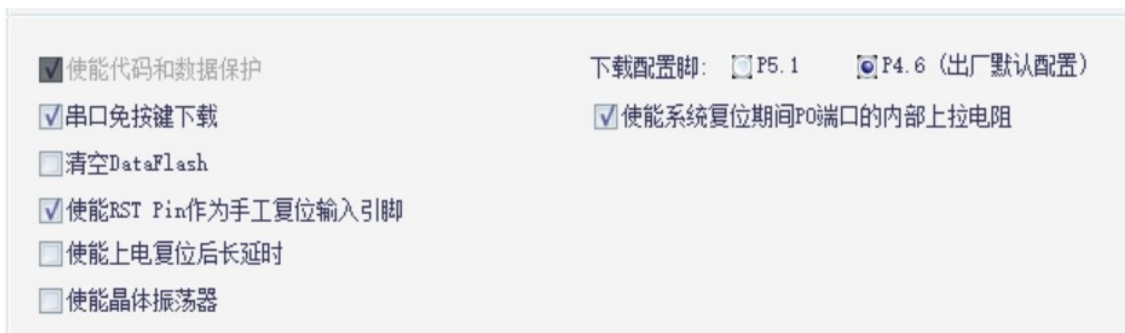 使能代码和数据保护
下载配置脚: P5.1 P4.6 (出厂默认配置)
串口免按键下载
使能系统复位期间P0端口的内部上拉电阻
清空DataFlash
使能RST Pin作为手工复位输入引脚
使能上电复位后长延时
使能晶体振荡器